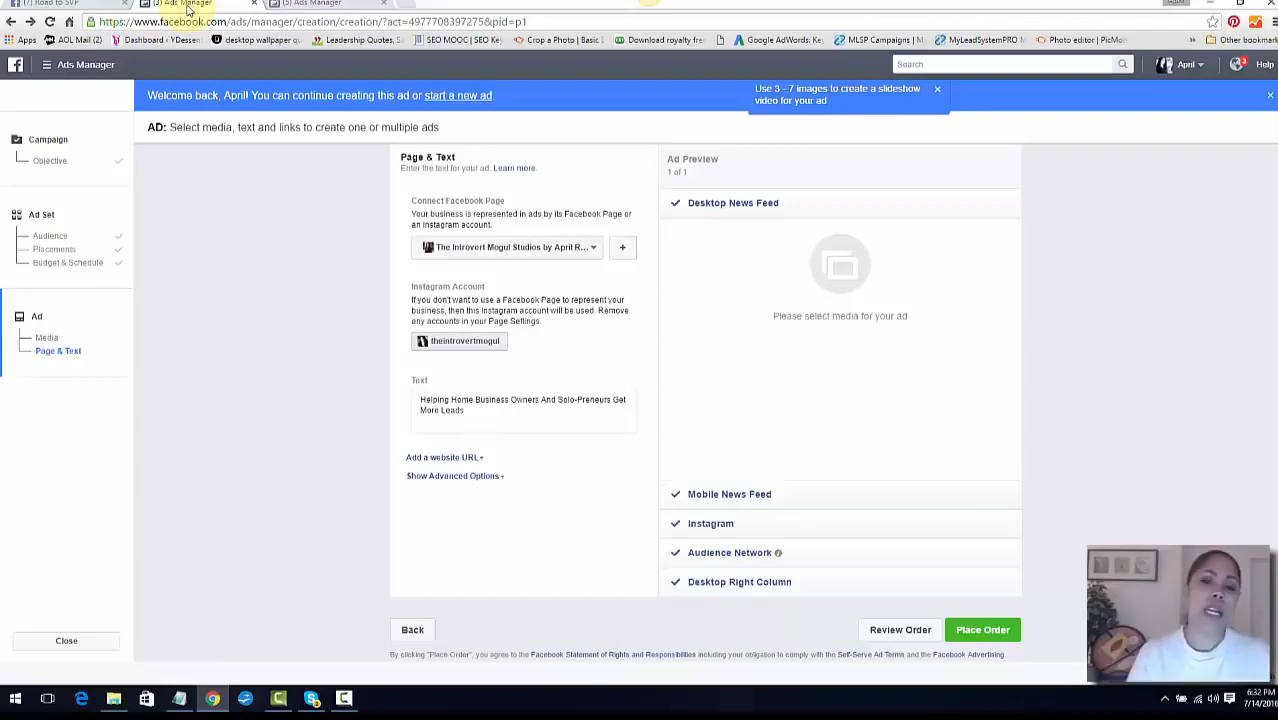 (7) Road to SVP
(3) Ads Manager
(5) Ads Manager
https://www.facebook.com/ads/manager/creation/creation/?act=4977708397275&pid=p1
Apps
AOL Mail (2)
Dashboard ‹ YDessen
desktop wallpaper qu
Leadership Quotes, S
SEO MOOC | SEO Key
Crop a Photo | Basic
Download royalty free
Google AdWords: Key
MLSP Campaigns | My
MyLeadSystemPRO M
Photo editor | PicMon
»
Other bookmark
Ads Manager
Search
April
3
Help
Welcome back, April! You can continue creating this ad or start a new ad
Use 3 - 7 images to create a slideshow
video for your ad
AD: Select media, text and links to create one or multiple ads
Campaign
Objective
Ad Set
Audience
Placements
Budget & Schedule
Ad
Media
Page & Text
Close
Page & Text
Enter the text for your ad. Learn more.
Connect Facebook Page
Your business is represented in ads by its Facebook Page or
an Instagram account.
The Introvert Mogul Studios by April R...
+
Instagram Account
If you don't want to use a Facebook Page to represent your
business, then this Instagram account will be used. Remove
any accounts in your Page Settings.
theintrovertmogul
Text
Helping Home Business Owners And Solo-Preneurs Get
More Leads
Add a website URL
Show Advanced Options
Ad Preview
1 of 1
Desktop News Feed
Please select media for your ad
Mobile News Feed
Instagram
Audience Network
Desktop Right Column
Back
Review Order
Place Order
By clicking "Place Order", you agree to the Facebook Statement of Rights and Responsibilities including your obligation to comply with the Self-Serve Ad Terms and the Facebook Advertising
6:32 PM
7/14/201